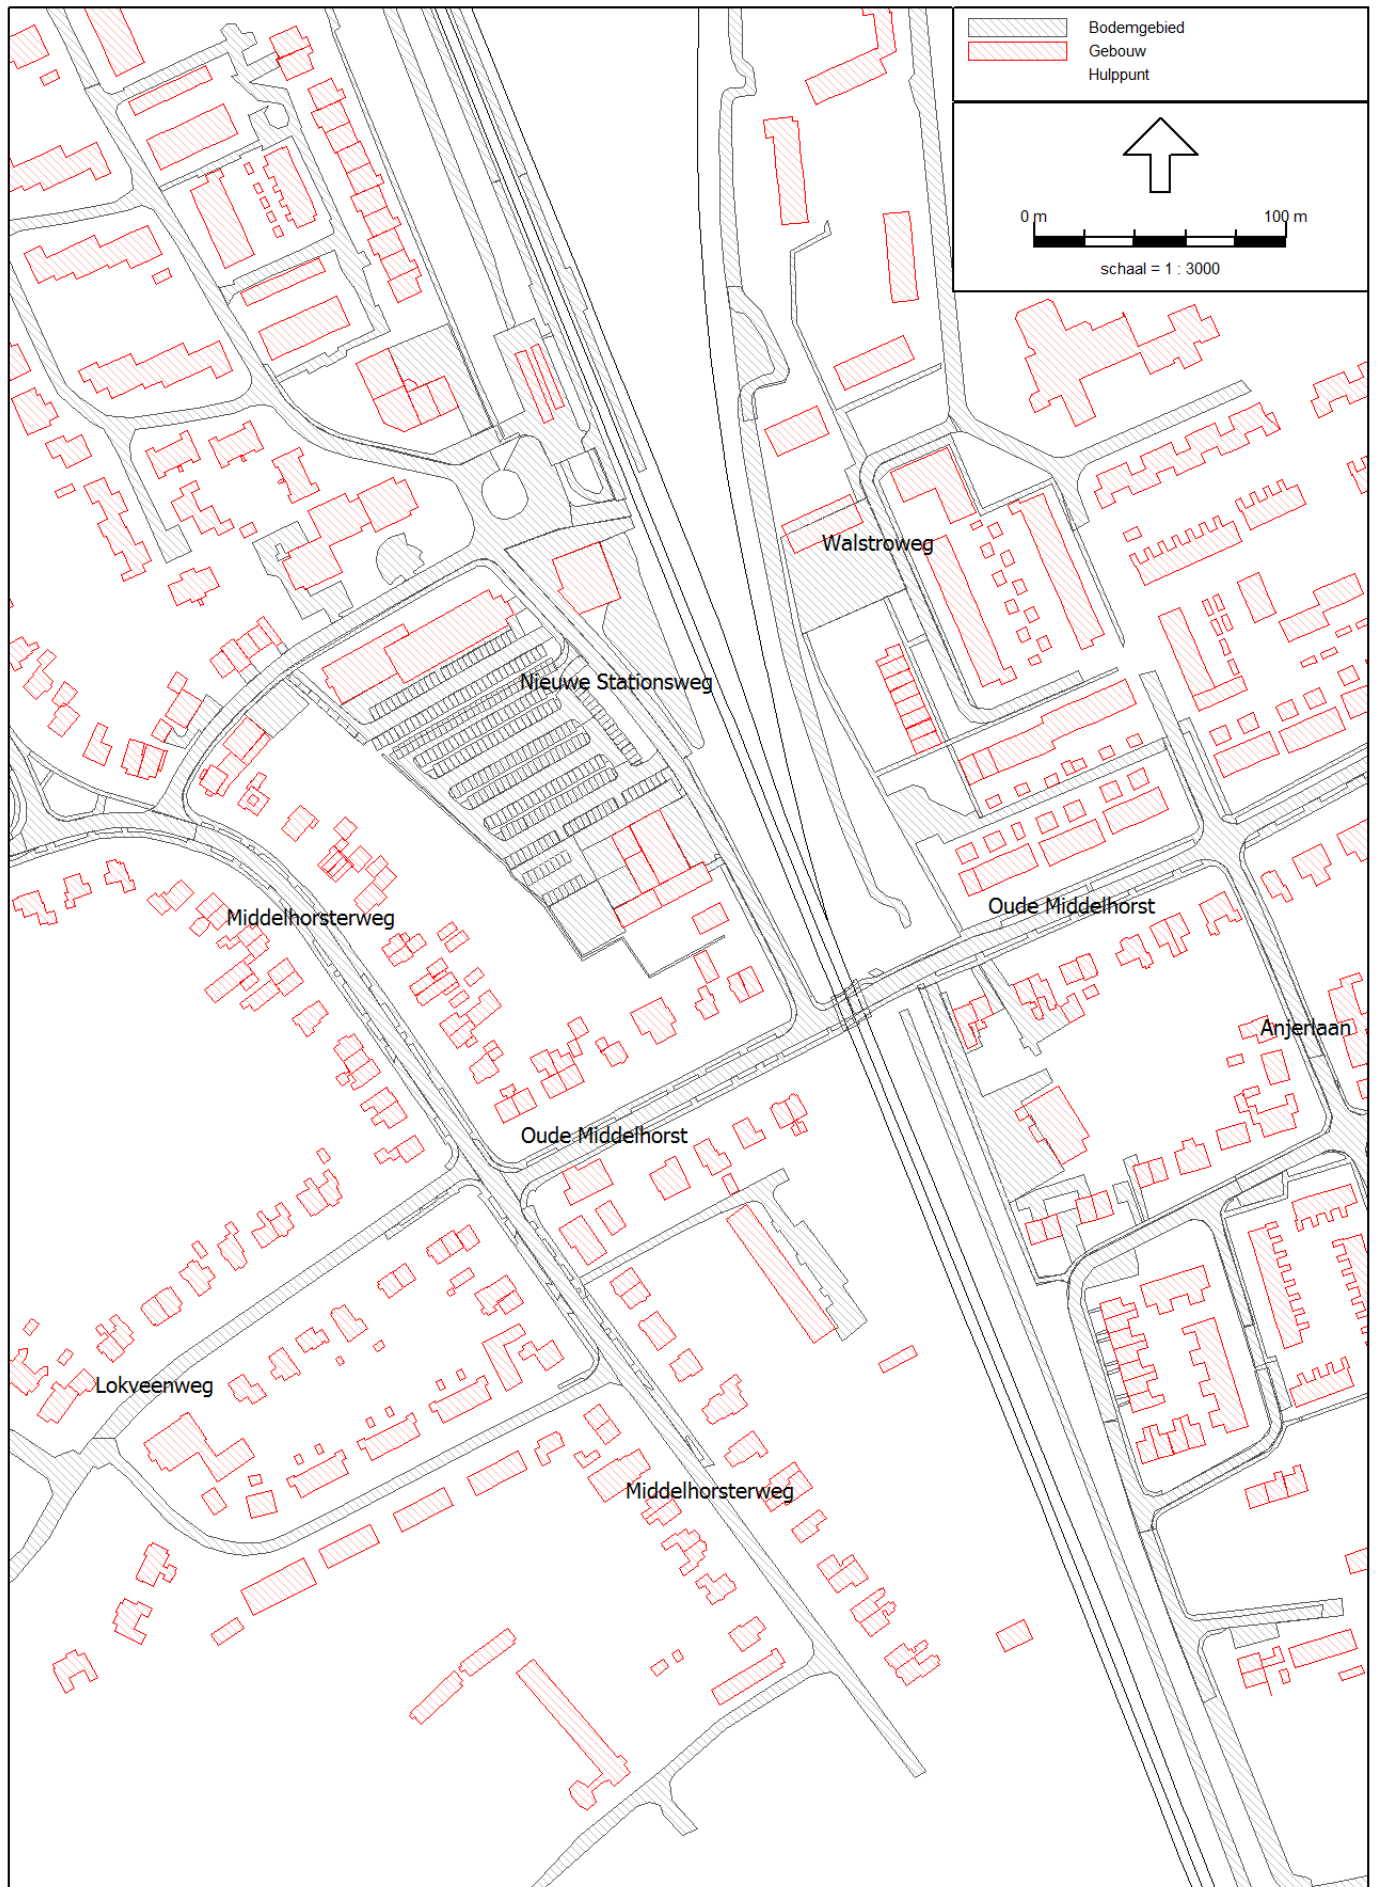 Bodemgebied
Gebouw
Hulppunt
0 m 100 m
schaal = 1 : 3000
Walstroweg
Nieuwe Stationsweg
Oude Middelhorst
Middelhorsterweg
Anjerlaan
Oude Middelhorst
Lokveenweg
Middelhorsterweg